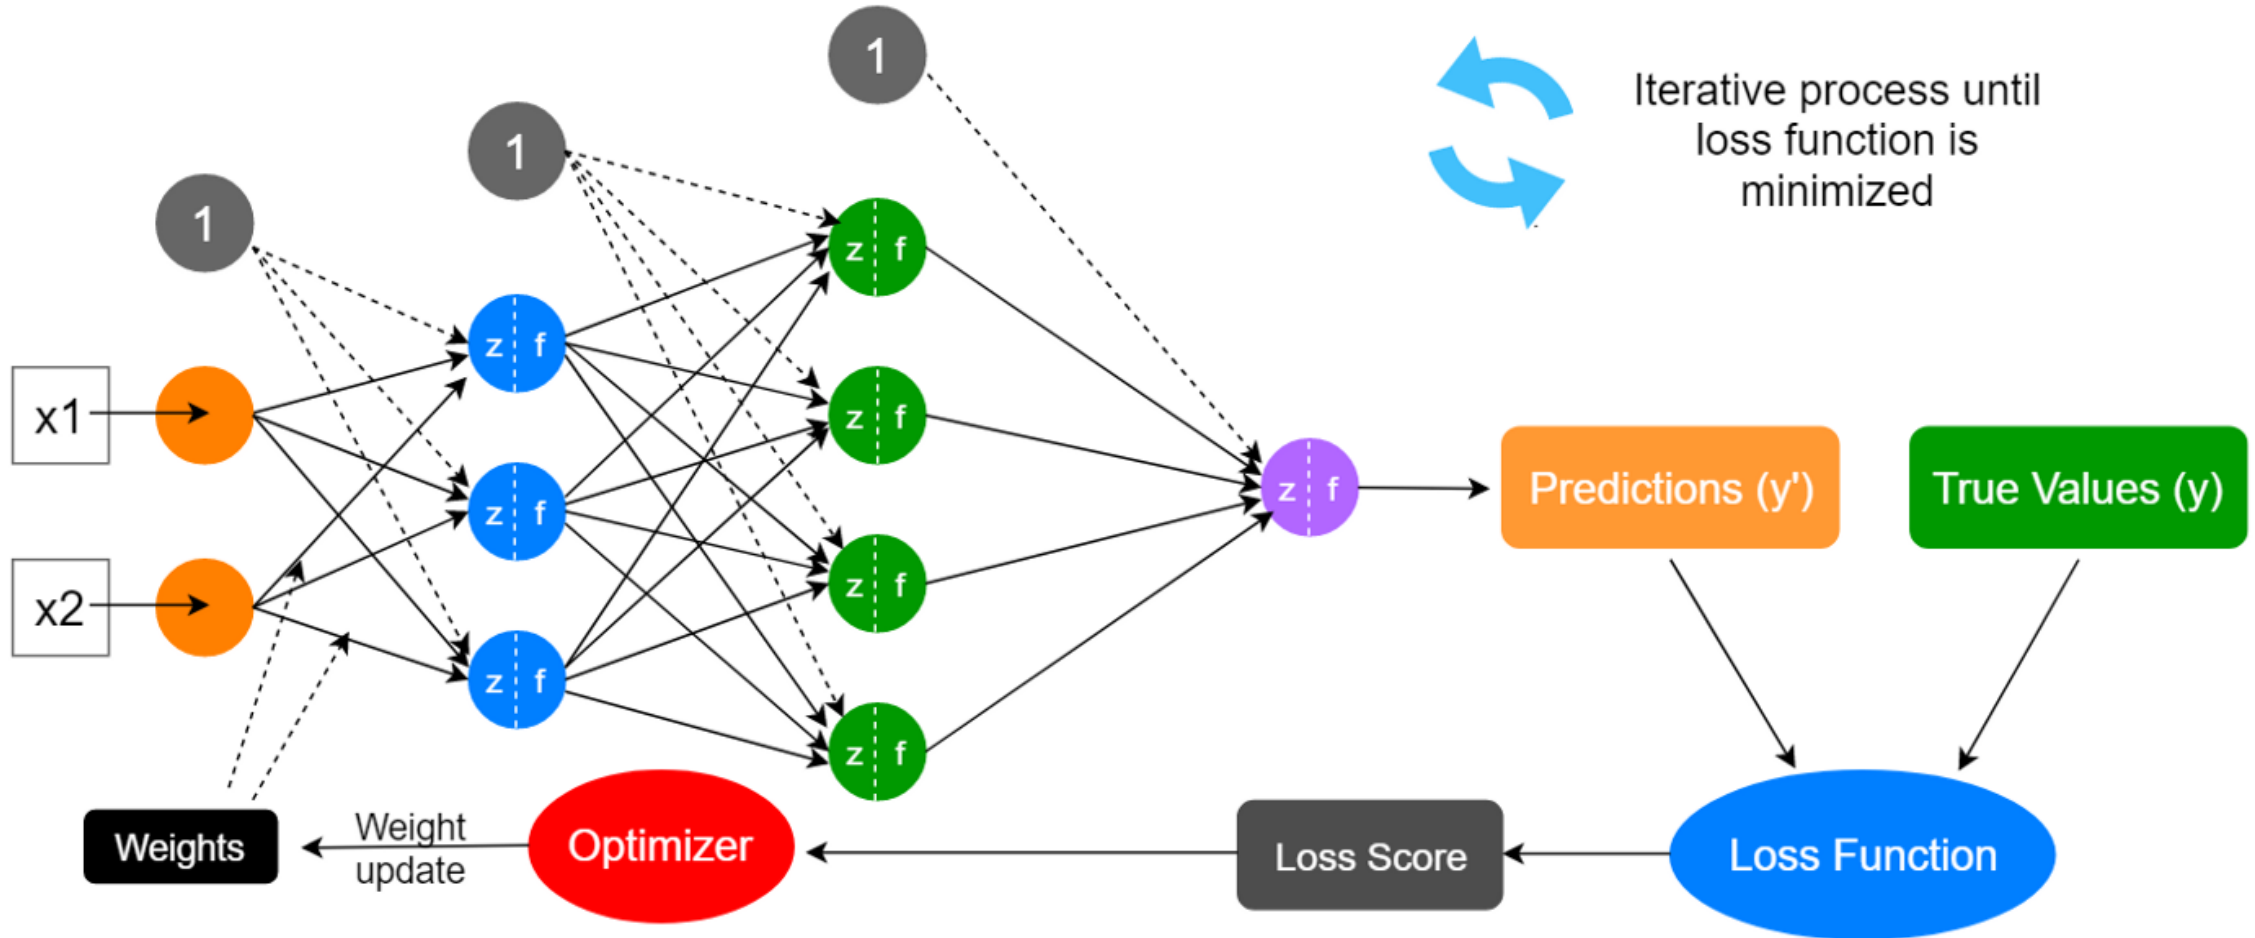 1
1
1
Iterative process until
loss function is
minimized
z f
z f
x1
z f
z f
z f
Predictions (y')
True Values (y)
z f
x2
z f
z f
z f
Weights
Weight
update
Optimizer
Loss Score
Loss Function